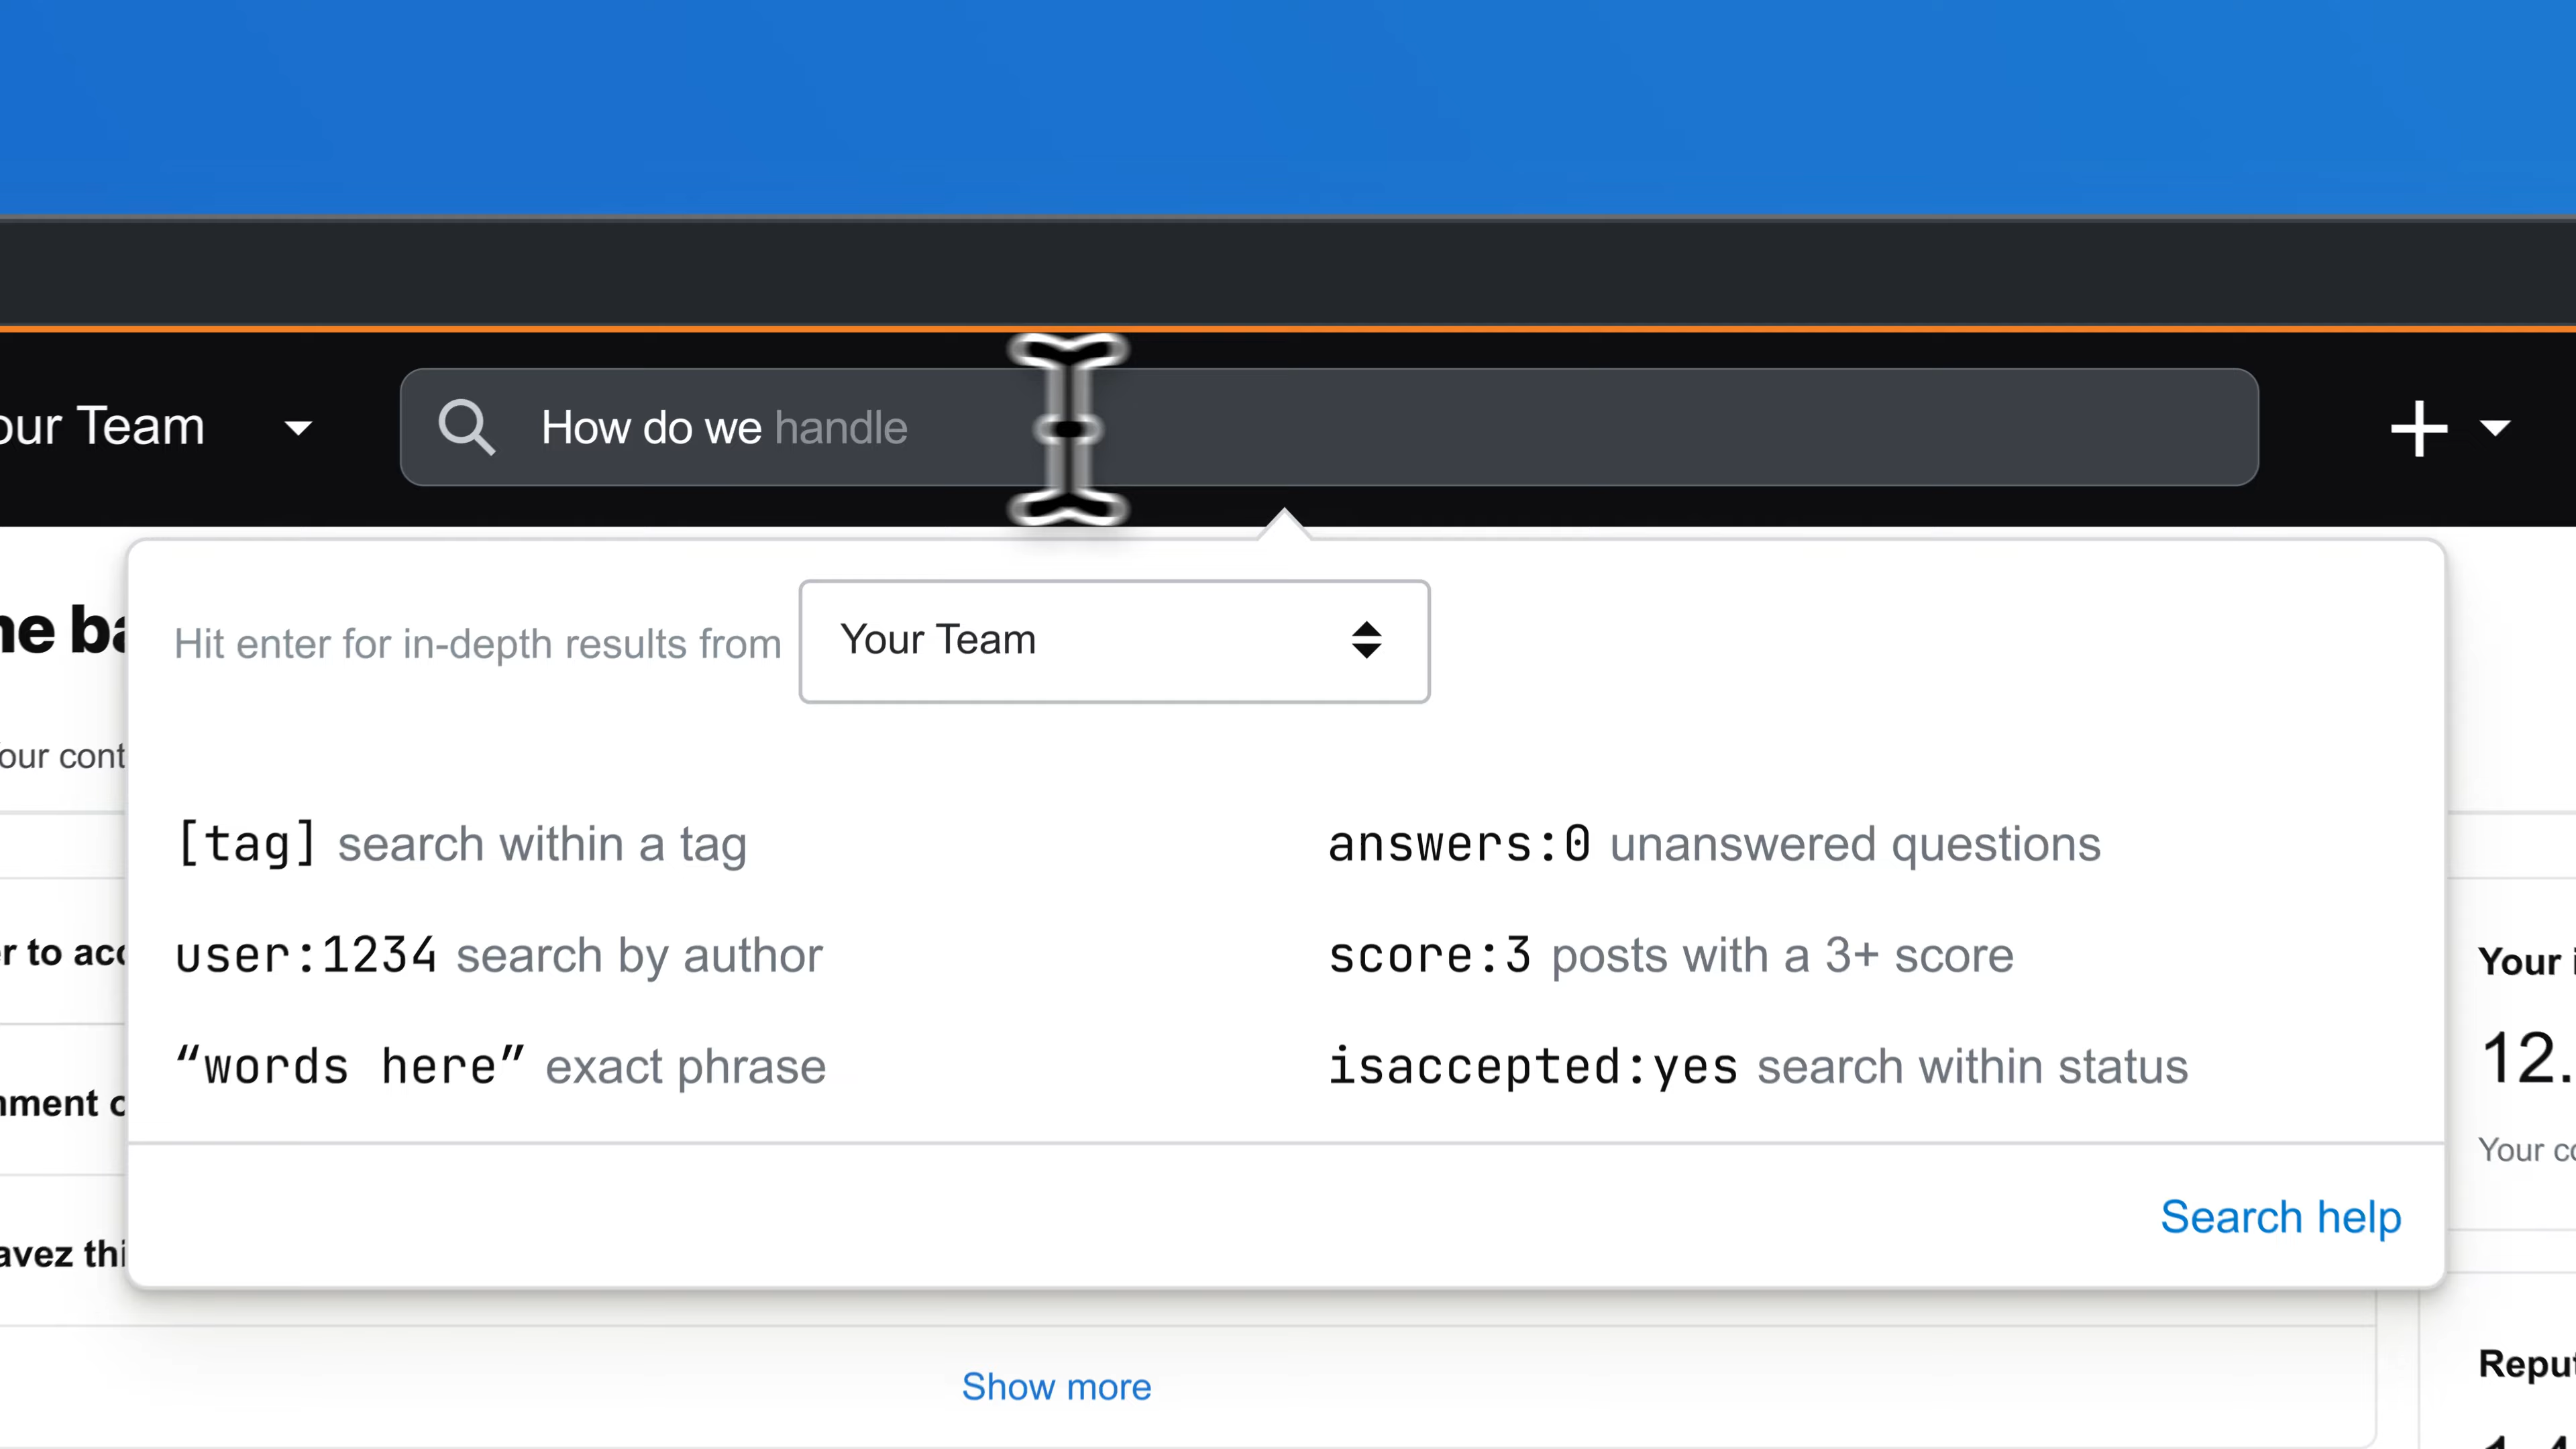 our Team
How do we handle
Hit enter for in-depth results from Your Team
[tag] search within a tag
answers:0 unanswered questions
user:1234 search by author
score:3 posts with a 3+ score
“words here” exact phrase
isaccepted:yes search within status
Search help
ne ba
our cont
r to acc
nment
avez thi
Show more
Your i
12.
Your co
Reput